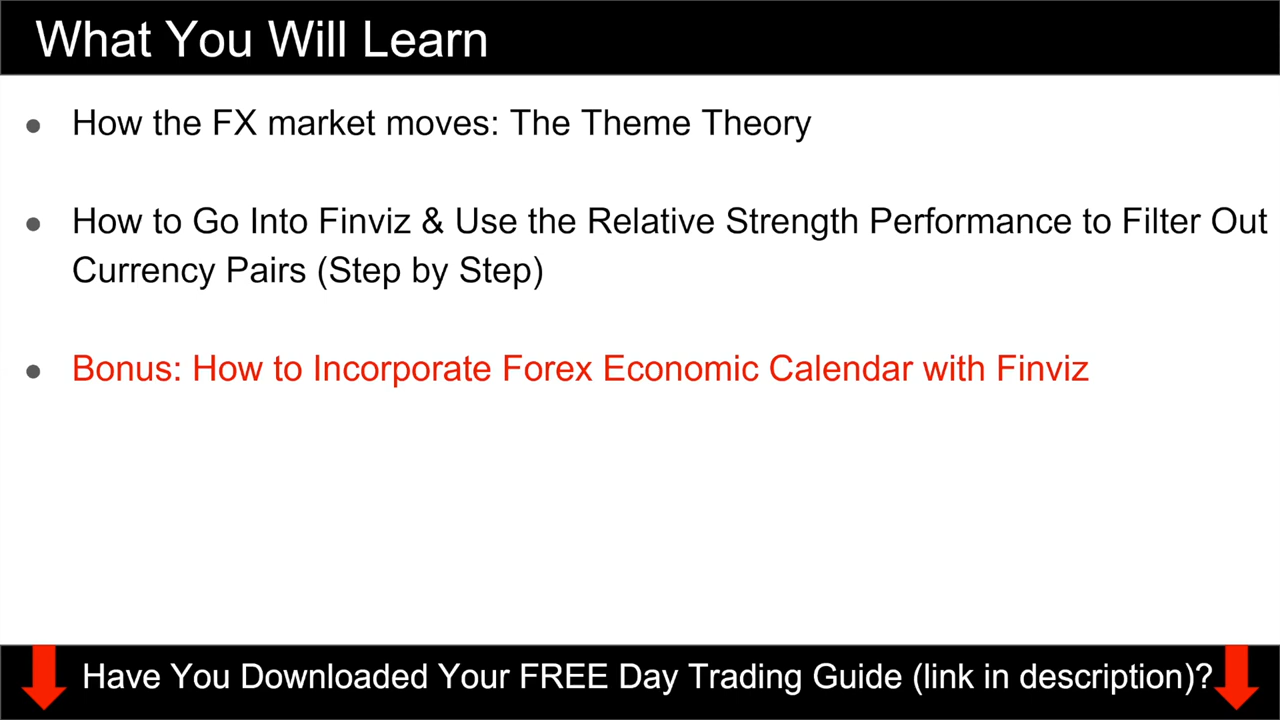 What You Will Learn
● How the FX market moves: The Theme Theory
● How to Go Into Finviz & Use the Relative Strength Performance to Filter Out
Currency Pairs (Step by Step)
● Bonus: How to Incorporate Forex Economic Calendar with Finviz
Have You Downloaded Your FREE Day Trading Guide (link in description)?